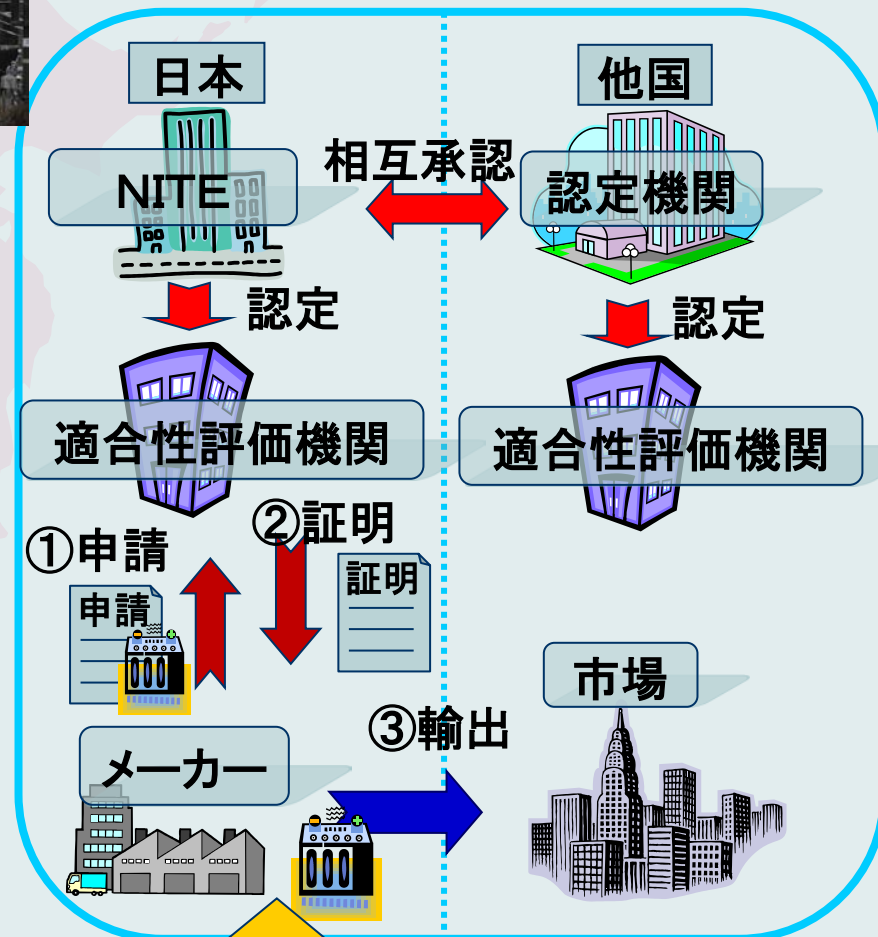 日本
他国
相互承認
NITE
認定機関
認定
認定
適合性評価機関
適合性評価機関
①申請
②証明
申請
証明
市場
③輸出
メーカー